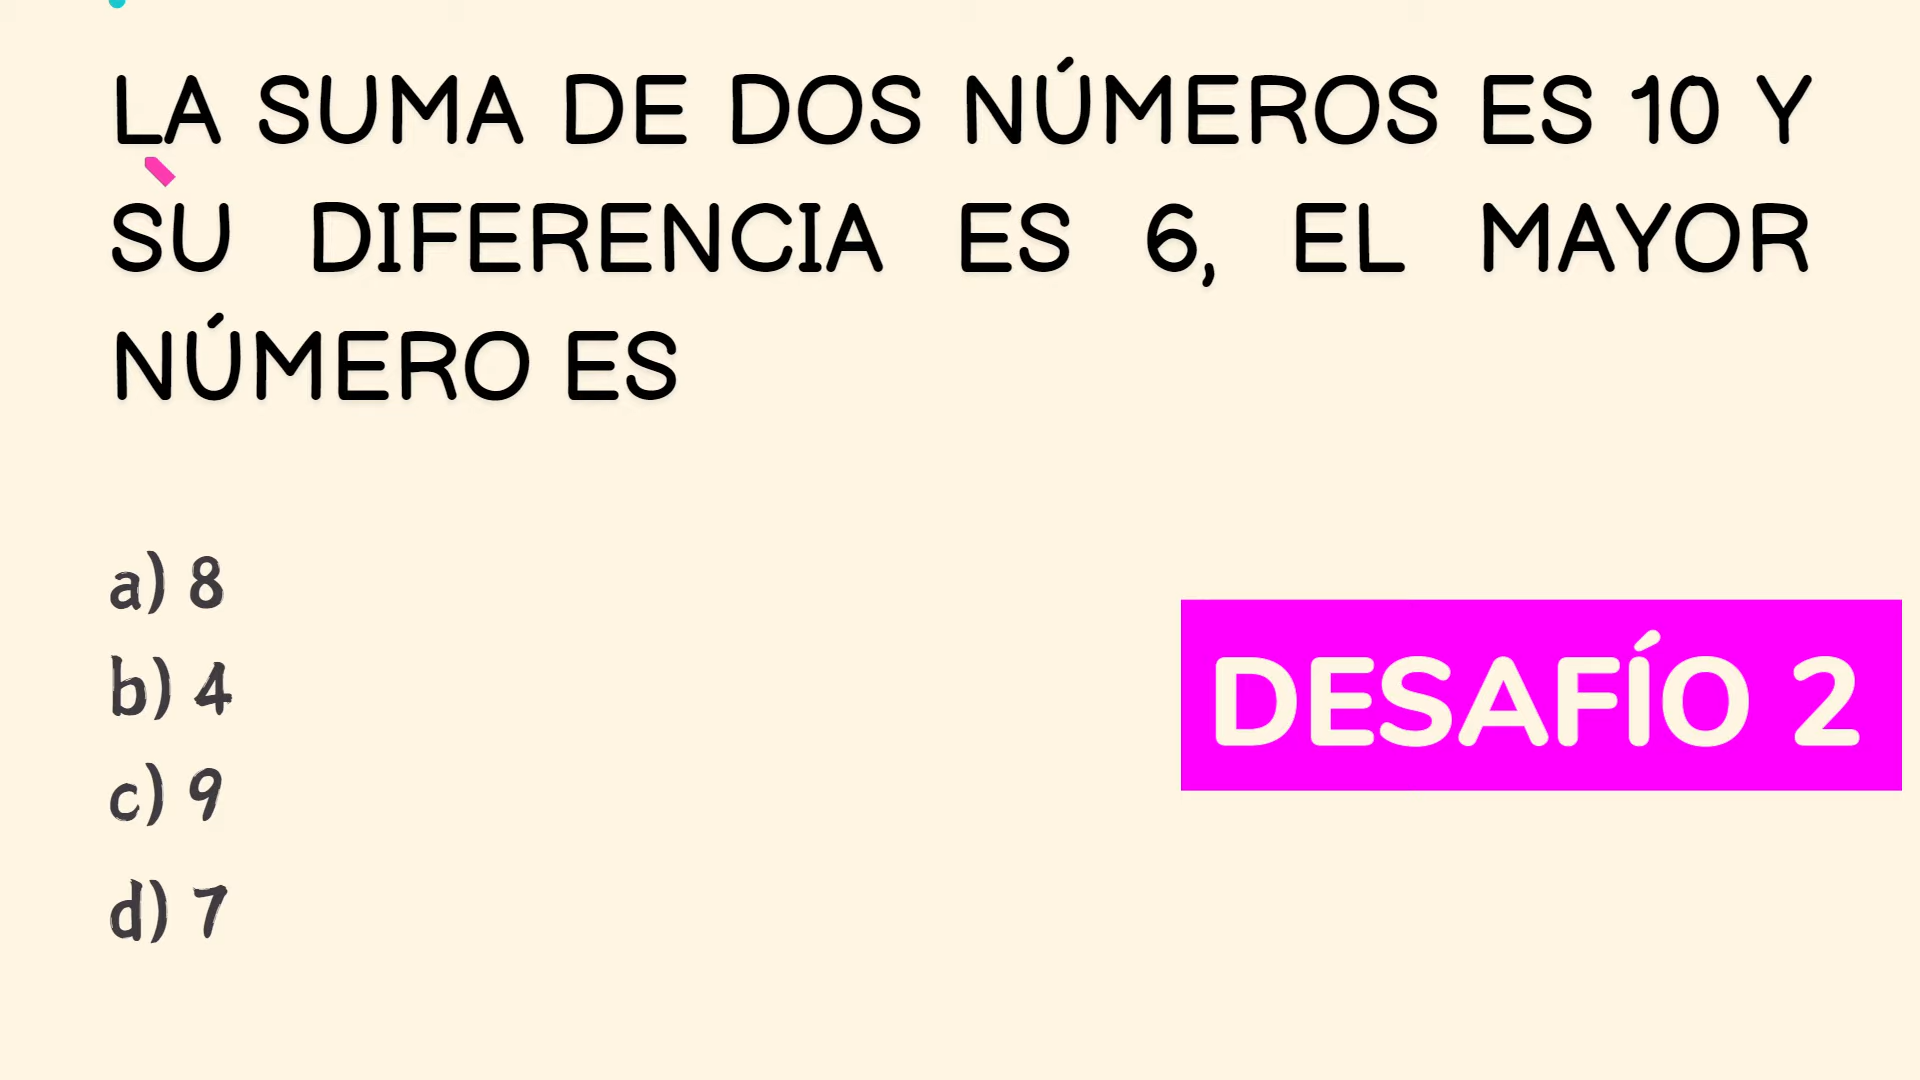 LA SUMA DE DOS NÚMEROS ES 10 Y
SU DIFERENCIA ES 6, EL MAYOR
NÚMERO ES
a) 8
b) 4
c) 9
d) 7
DESAFÍO 2